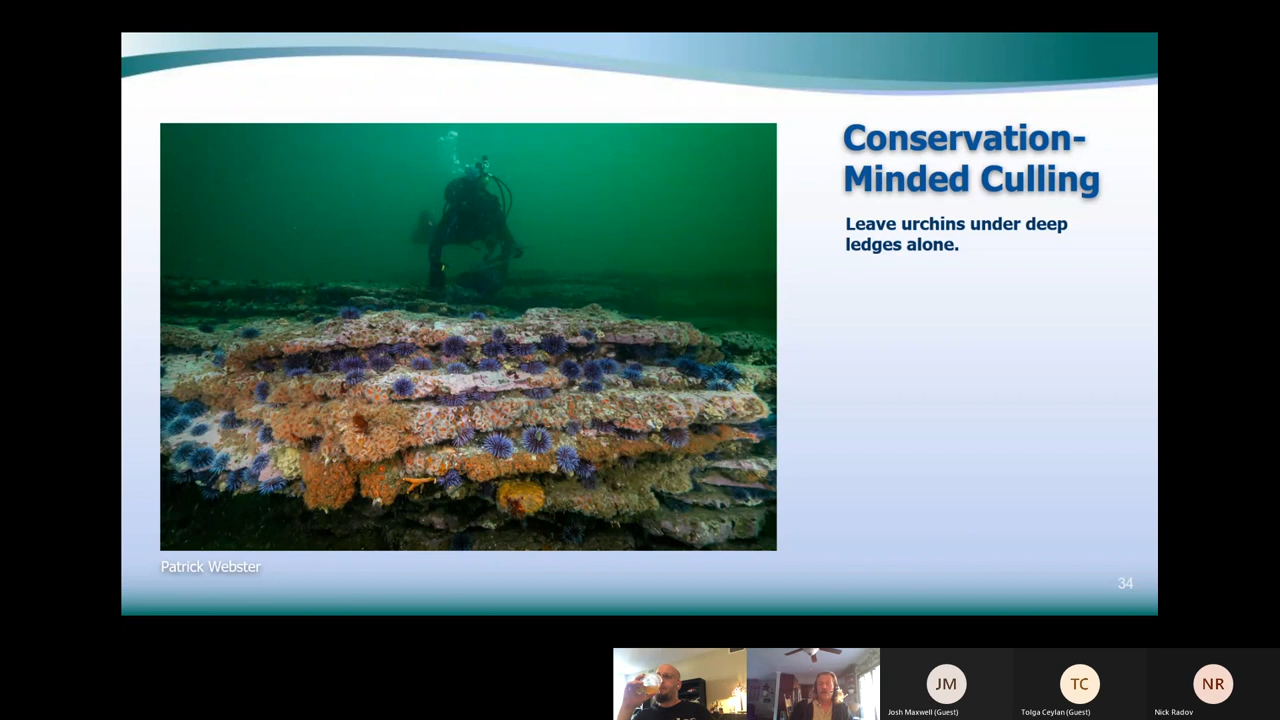 Conservation-
Minded Culling
Leave urchins under deep
ledges alone.
Patrick Webster
34
JM
TC
NR
Josh Maxwell (Guest)
Tolga Ceylan (Guest)
Nick Radov